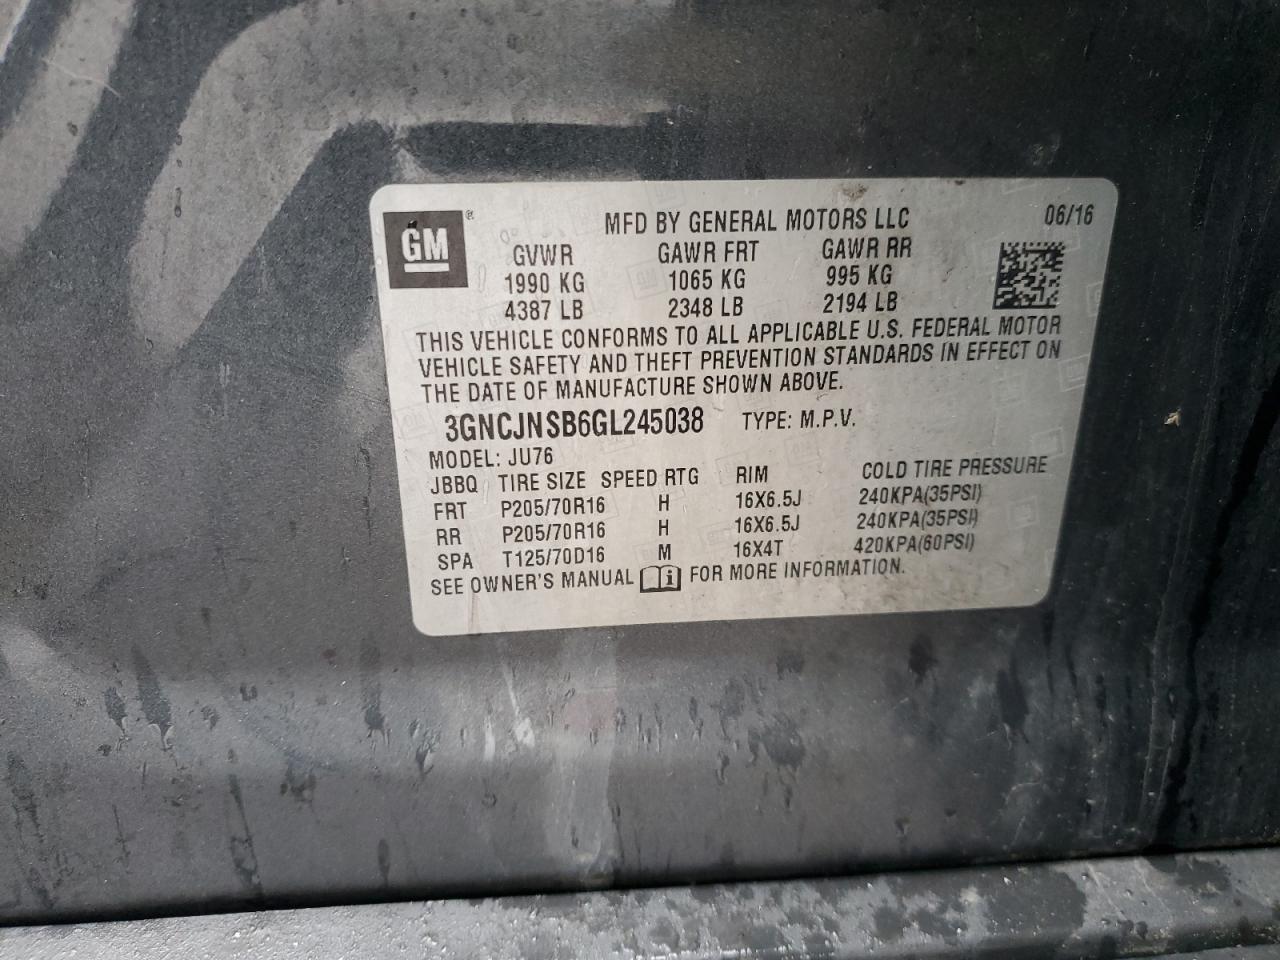 GM ®
MFD BY GENERAL MOTORS LLC 06/16
GVWR GAWR FRT GAWR RR
1990 KG 1065 KG 995 KG
4387 LB 2348 LB 2194 LB
THIS VEHICLE CONFORMS TO ALL APPLICABLE U.S. FEDERAL MOTOR
VEHICLE SAFETY AND THEFT PREVENTION STANDARDS IN EFFECT ON
THE DATE OF MANUFACTURE SHOWN ABOVE.
3GNCJNSB6GL245038 TYPE: M.P.V.
MODEL: JU76
JBBQ TIRE SIZE SPEED RTG RIM COLD TIRE PRESSURE
FRT P205/70R16 H 16X6.5J 240KPA(35PSI)
RR P205/70R16 H 16X6.5J 240KPA(35PSI)
SPA T125/70D16 M 16X4T 420KPA(60PSI)
SEE OWNER'S MANUAL i FOR MORE INFORMATION.